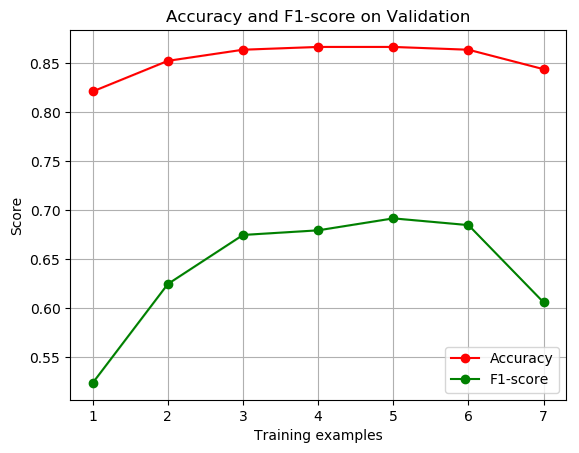 Accuracy and F1-score on Validation
Score
0.85
0.80
0.75
0.70
0.65
0.60
0.55
1 2 3 4 5 6 7
Training examples
Accuracy
F1-score